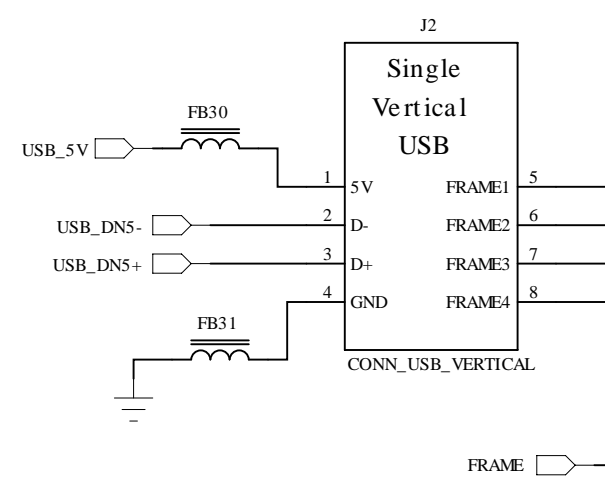 J2
Single
Vertical
USB
FB30
USB_5V
1 5V FRAME1 5
USB_DN5- 2 D- FRAME2 6
USB_DN5+ 3 D+ FRAME3 7
4 GND FRAME4 8
FB31
CONN_USB_VERTICAL
FRAME